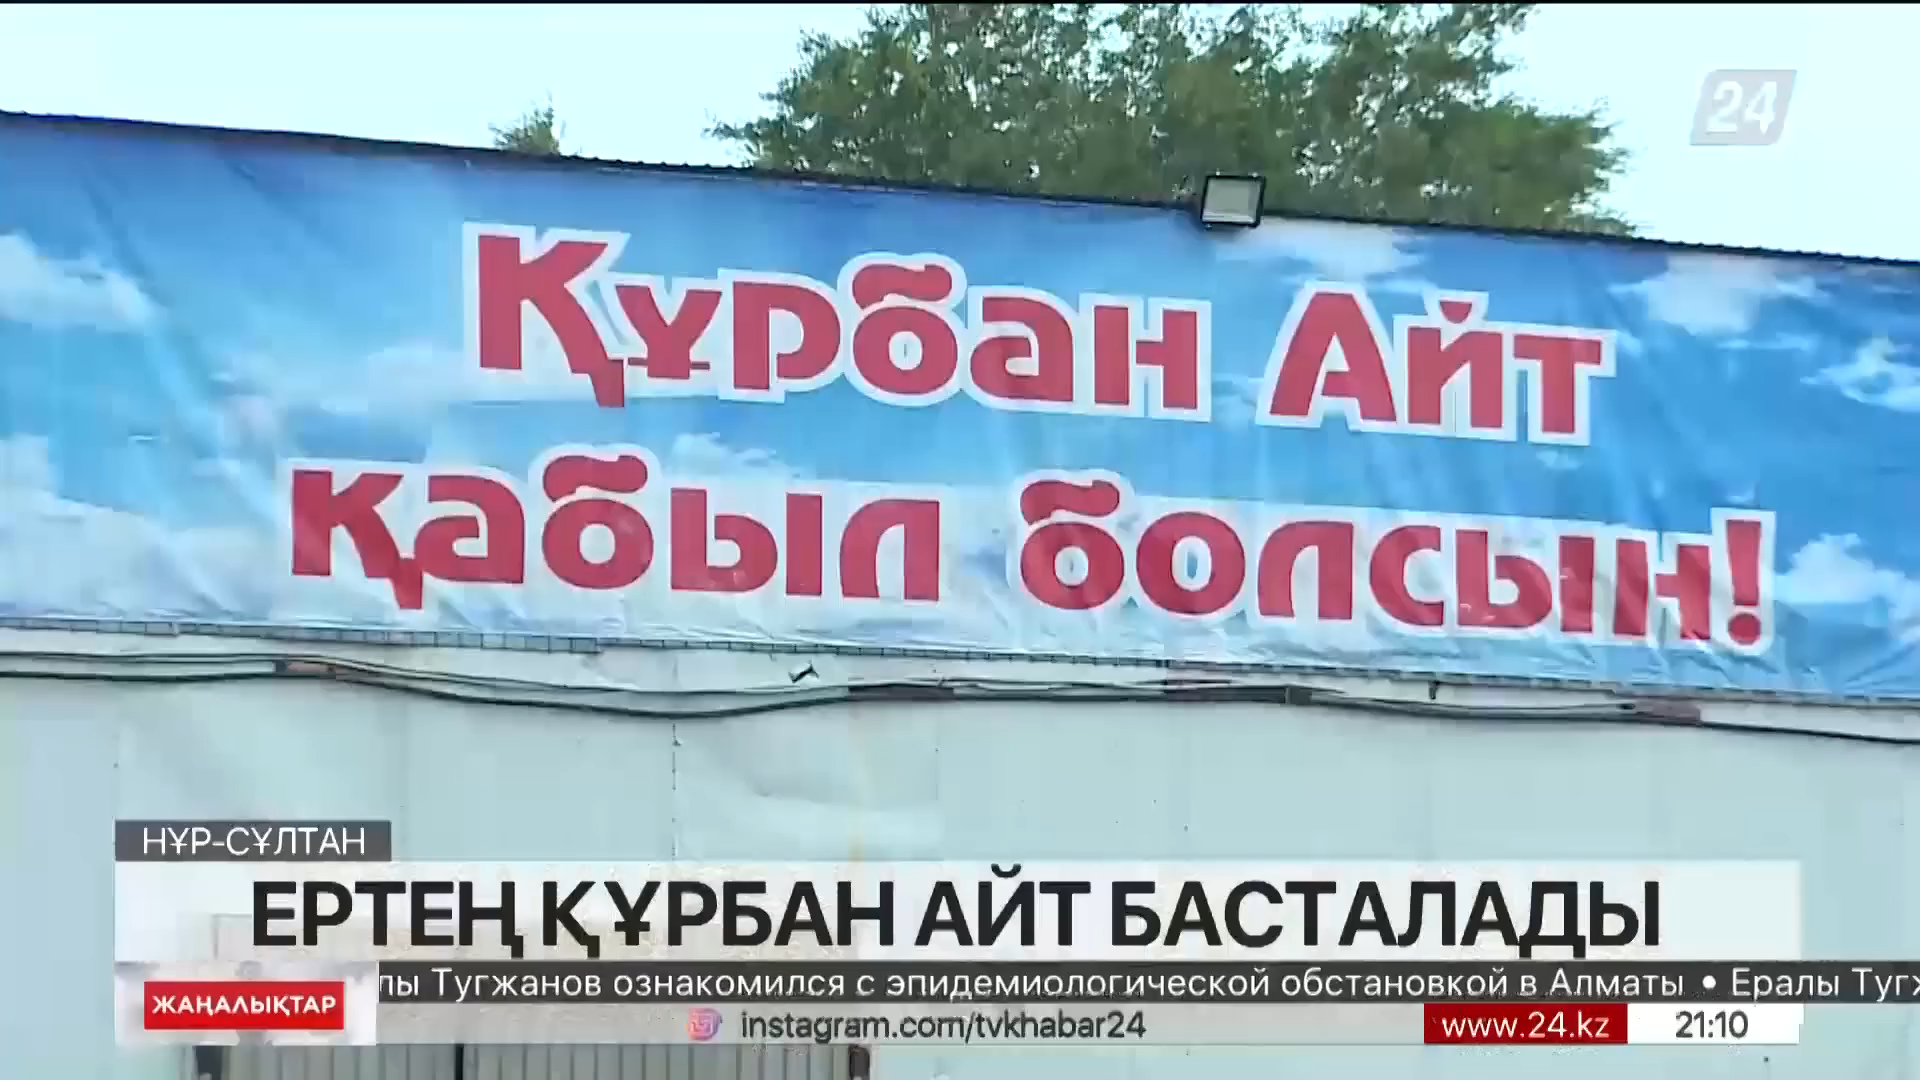 24
Құрбан Айт
қабыл болсын!
НҰР-СҰЛТАН
ЕРТЕҢ ҚҰРБАН АЙТ БАСТАЛАДЫ
ЖАҢАЛЫҚТАР
лы Тугжанов ознакомился с эпидемиологической обстановкой в Алматы • Ералы Туг
instagram.com/tvkhabar24
www.24.kz
21:10